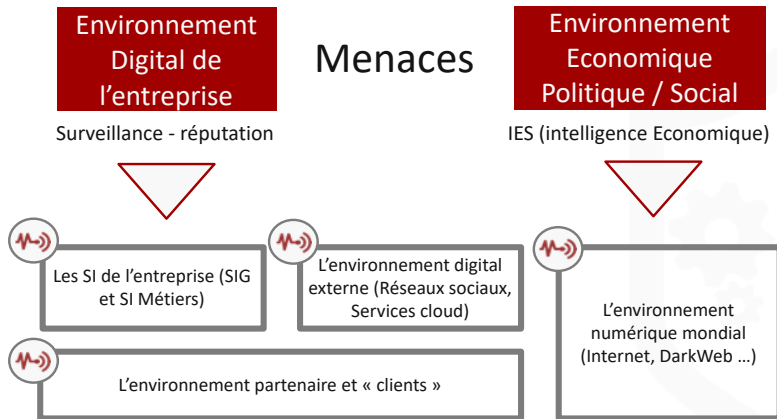 Environnement
Digital de
l’entreprise
Menaces
Environnement
Economique
Politique / Social
Surveillance - réputation
IES (intelligence Economique)
Les SI de l’entreprise (SIG
et SI Métiers)
L’environnement digital
externe (Réseaux sociaux,
Services cloud)
L’environnement
numérique mondial
(Internet, DarkWeb ...)
L’environnement partenaire et « clients »